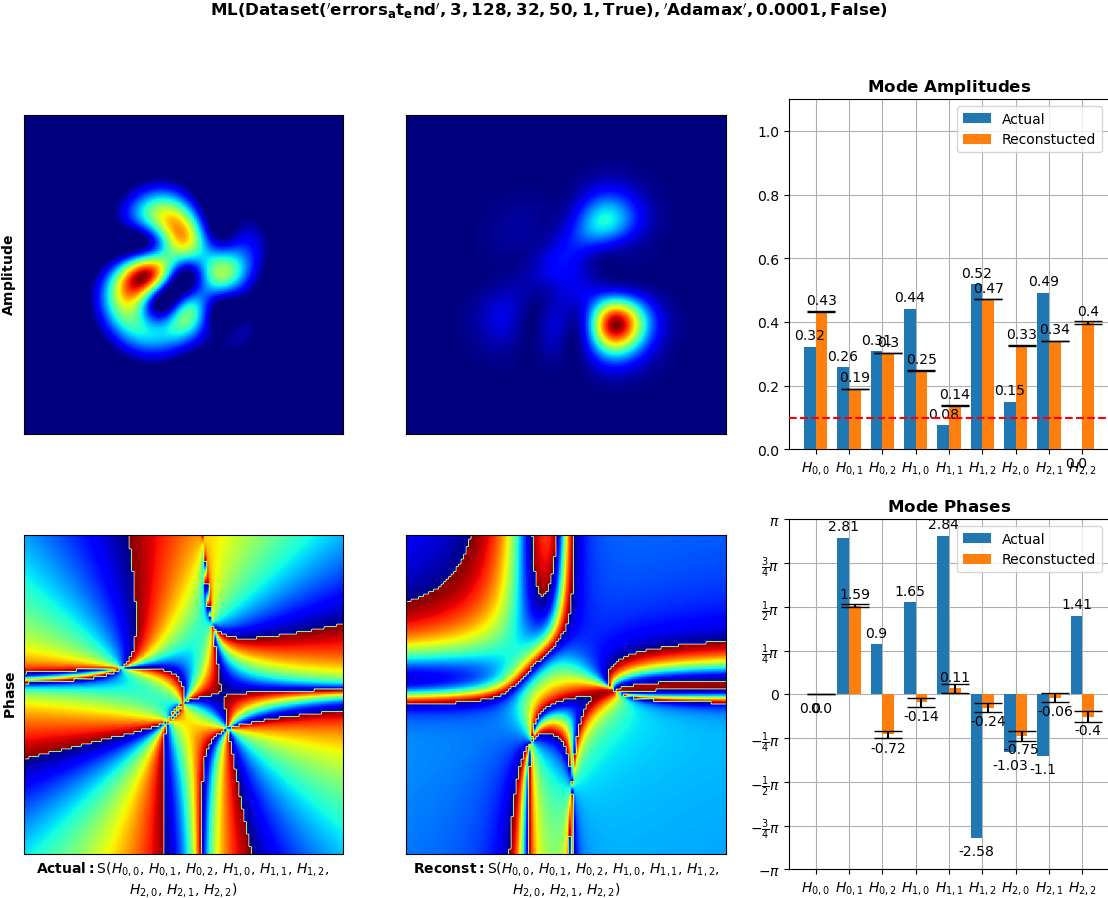 ML(Dataset('errors_at_end', 3, 128, 32, 50, 1, True), 'Adamax', 0.0001, False)
Amplitude
Mode Amplitudes
Actual
Reconstucted
1.0
0.8
0.6
0.4
0.2
0.0
0.32
0.26
0.31
0.44
0.08
0.52
0.15
0.49
0.0
0.43
0.19
0.3
0.25
0.14
0.47
0.33
0.34
0.4
H0,0 H0,1 H0,2 H1,0 H1,1 H1,2 H2,0 H2,1 H2,2
Phase
Actual: S(H0,0, H0,1, H0,2, H1,0, H1,1, H1,2,
H2,0, H2,1, H2,2)
Reconst: S(H0,0, H0,1, H0,2, H1,0, H1,1, H1,2,
H2,0, H2,1, H2,2)
Mode Phases
Actual
Reconstucted
π
3/4π
1/2π
1/4π
0
−1/4π
−1/2π
−3/4π
−π
0.0
2.81
0.9
1.65
2.84
-2.58
-1.03
-1.1
1.41
0.0
1.59
-0.72
-0.14
0.11
-0.24
-0.75
-0.06
-0.4
H0,0 H0,1 H0,2 H1,0 H1,1 H1,2 H2,0 H2,1 H2,2